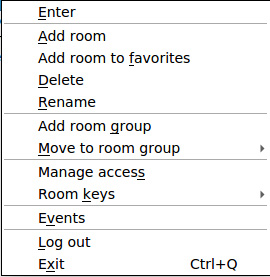 Enter
Add room
Add room to favorites
Delete
Rename
Add room group
Move to room group
Manage access
Room keys
Events
Log out
Exit Ctrl+Q